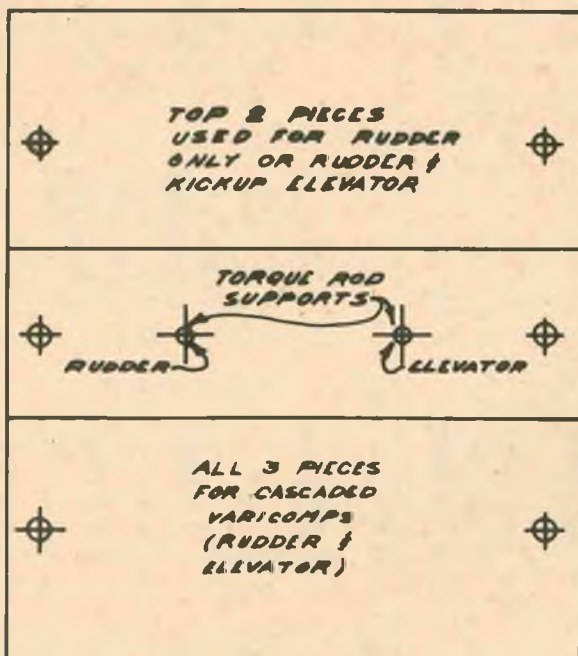 TOP 2 PIECES
USED FOR RUDDER
ONLY OR RUDDER &
KICKUP ELEVATOR
TORQUE ROD
SUPPORTS
RUDDER
ELEVATOR
ALL 3 PIECES
FOR CASCADED
VARICOMPS
(RUDDER &
ELEVATOR)